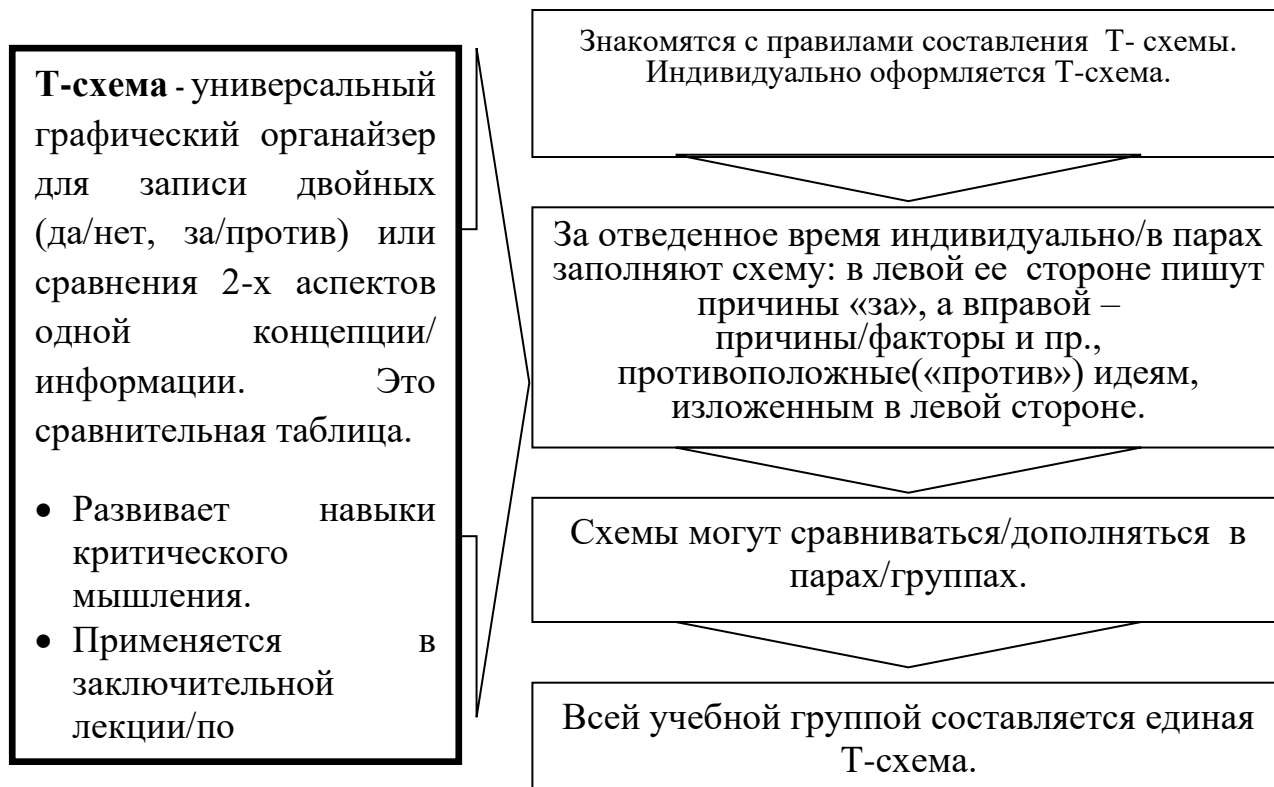 Т-схема - универсальный
графический органайзер
для записи двойных
(да/нет, за/против) или
сравнения 2-х аспектов
одной концепции/
информации. Это
сравнительная таблица.
• Развивает навыки
критического
мышления.
• Применяется в
заключительной
лекции/по
Знакомятся с правилами составления Т- схемы.
Индивидуально оформляется Т-схема.
За отведенное время индивидуально/в парах
заполняют схему: в левой ее стороне пишут
причины «за», а вправой –
причины/факторы и пр.,
противоположные(«против») идеям,
изложенным в левой стороне.
Схемы могут сравниваться/дополняться в
парах/группах.
Всей учебной группой составляется единая
Т-схема.